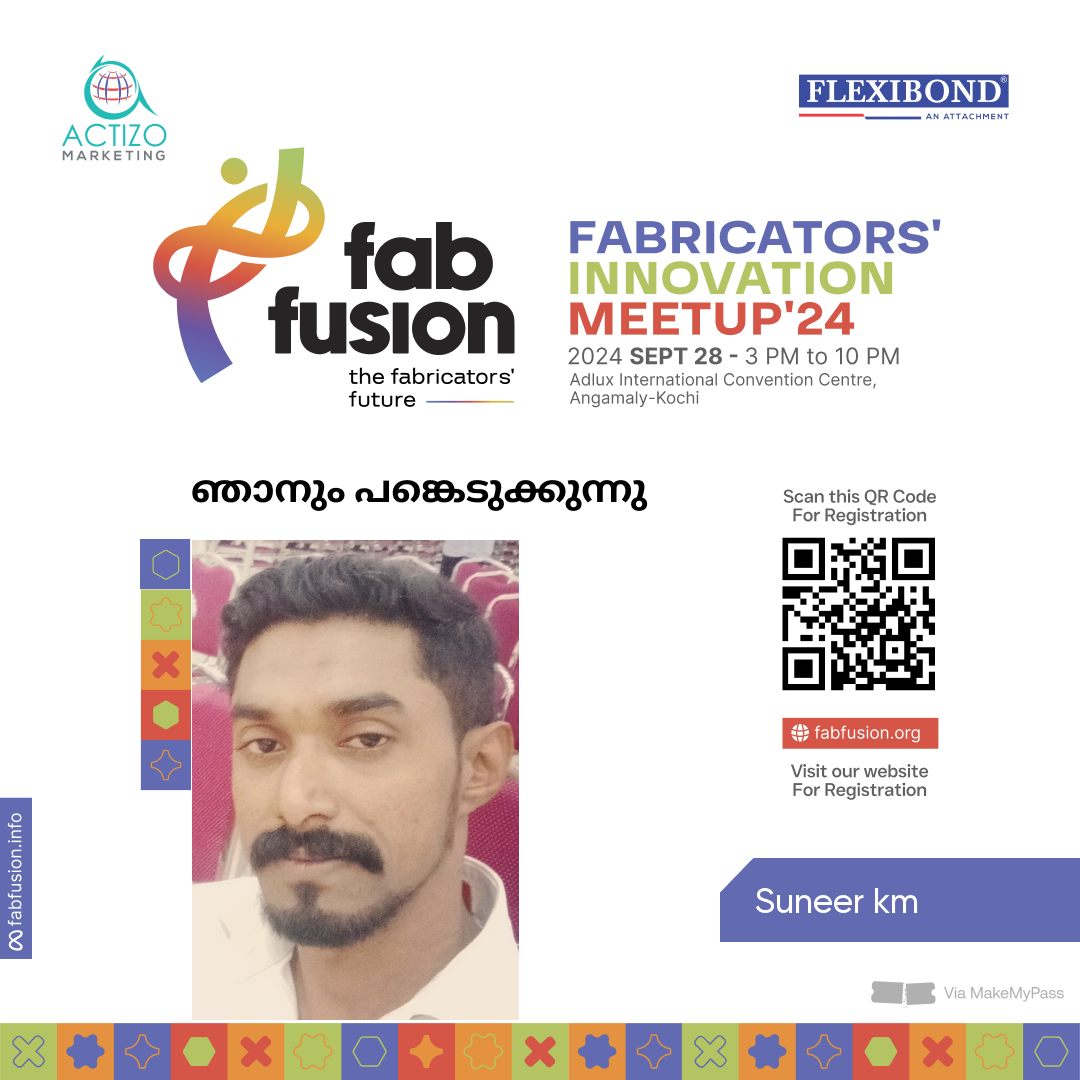 ACTIZO
MARKETING
FLEXIBOND®
AN ATTACHMENT
fab
fusion
the fabricators'
future
FABRICATORS'
INNOVATION
MEETUP'24
2024 SEPT 28 - 3 PM to 10 PM
Adlux International Convention Centre,
Angamaly-Kochi
ഞാനും പങ്കെടുക്കുന്നു
Scan this QR Code
For Registration
fabfusion.org
Visit our website
For Registration
fabfusion.info
Suneer km
Via MakeMyPass